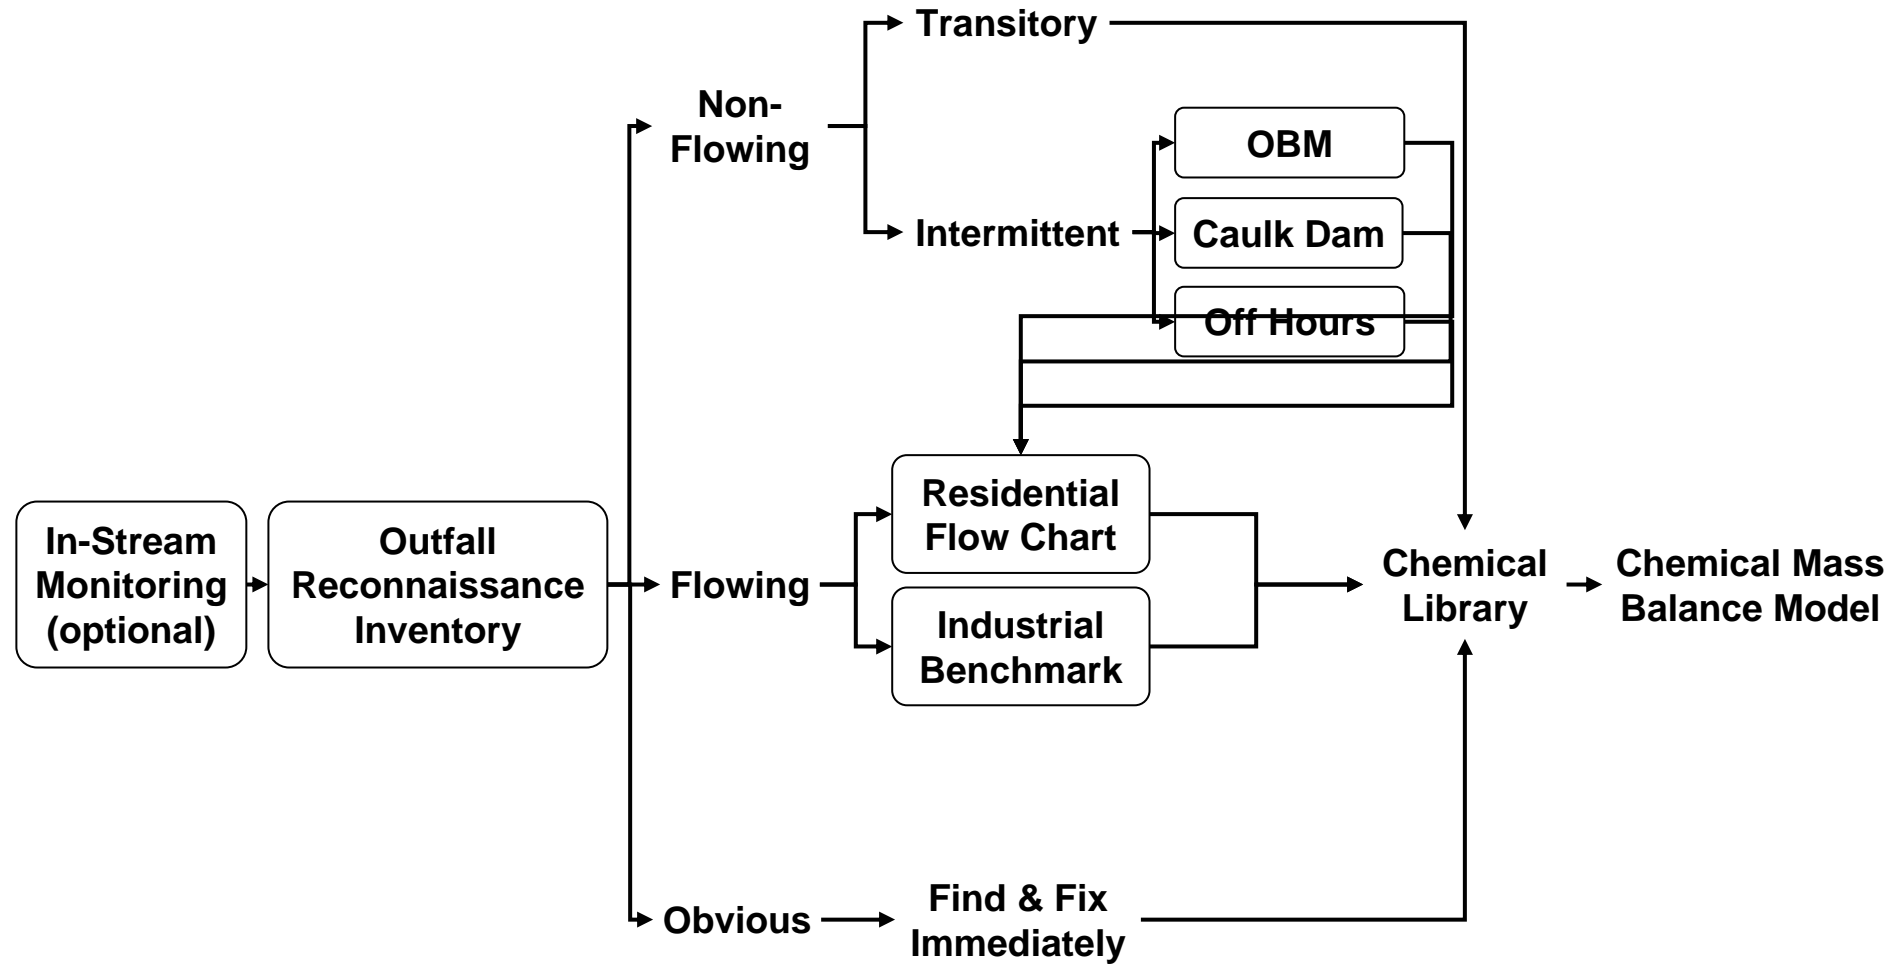 Transitory
Non-
Flowing
OBM
Intermittent
Caulk Dam
Off Hours
Residential
Flow Chart
In-Stream
Monitoring
(optional)
Outfall
Reconnaissance
Inventory
Flowing
Industrial
Benchmark
Chemical
Library
Chemical Mass
Balance Model
Obvious
Find & Fix
Immediately